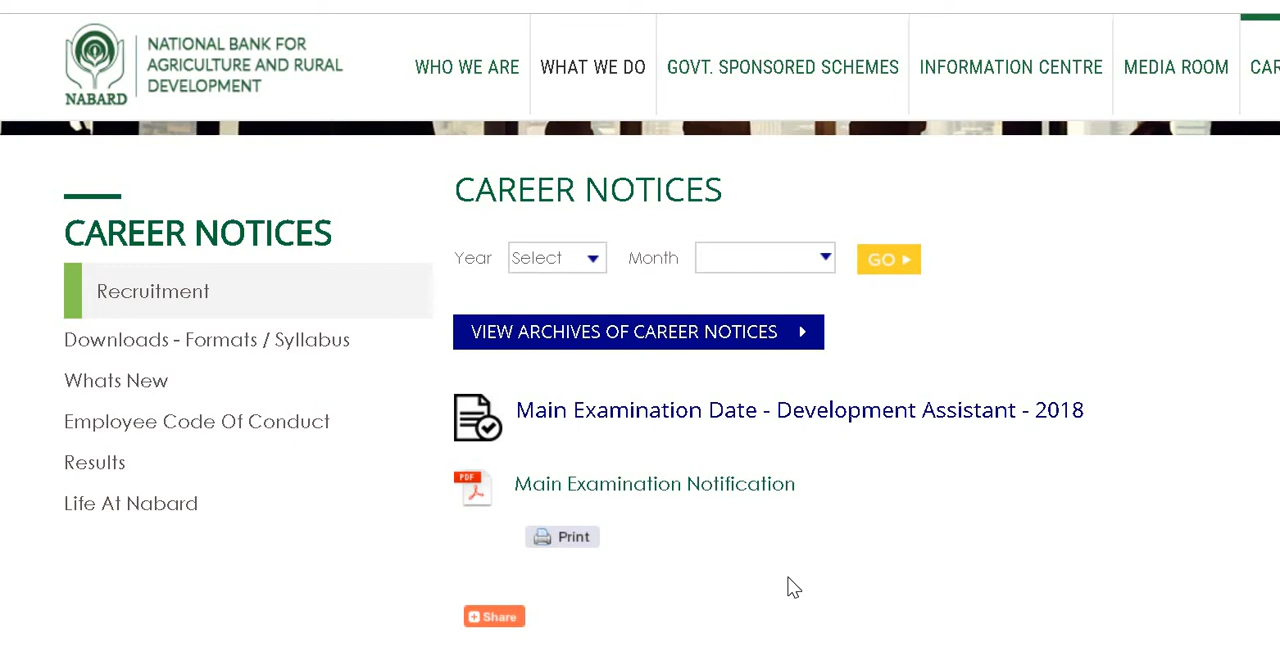 NATIONAL BANK FOR
AGRICULTURE AND RURAL
DEVELOPMENT
NABARD
WHO WE ARE
WHAT WE DO
GOVT. SPONSORED SCHEMES
INFORMATION CENTRE
MEDIA ROOM
CAR
CAREER NOTICES
Recruitment
Downloads - Formats / Syllabus
Whats New
Employee Code Of Conduct
Results
Life At Nabard
CAREER NOTICES
Year Select Month GO
VIEW ARCHIVES OF CAREER NOTICES
Main Examination Date - Development Assistant - 2018
PDF
Main Examination Notification
Print
Share